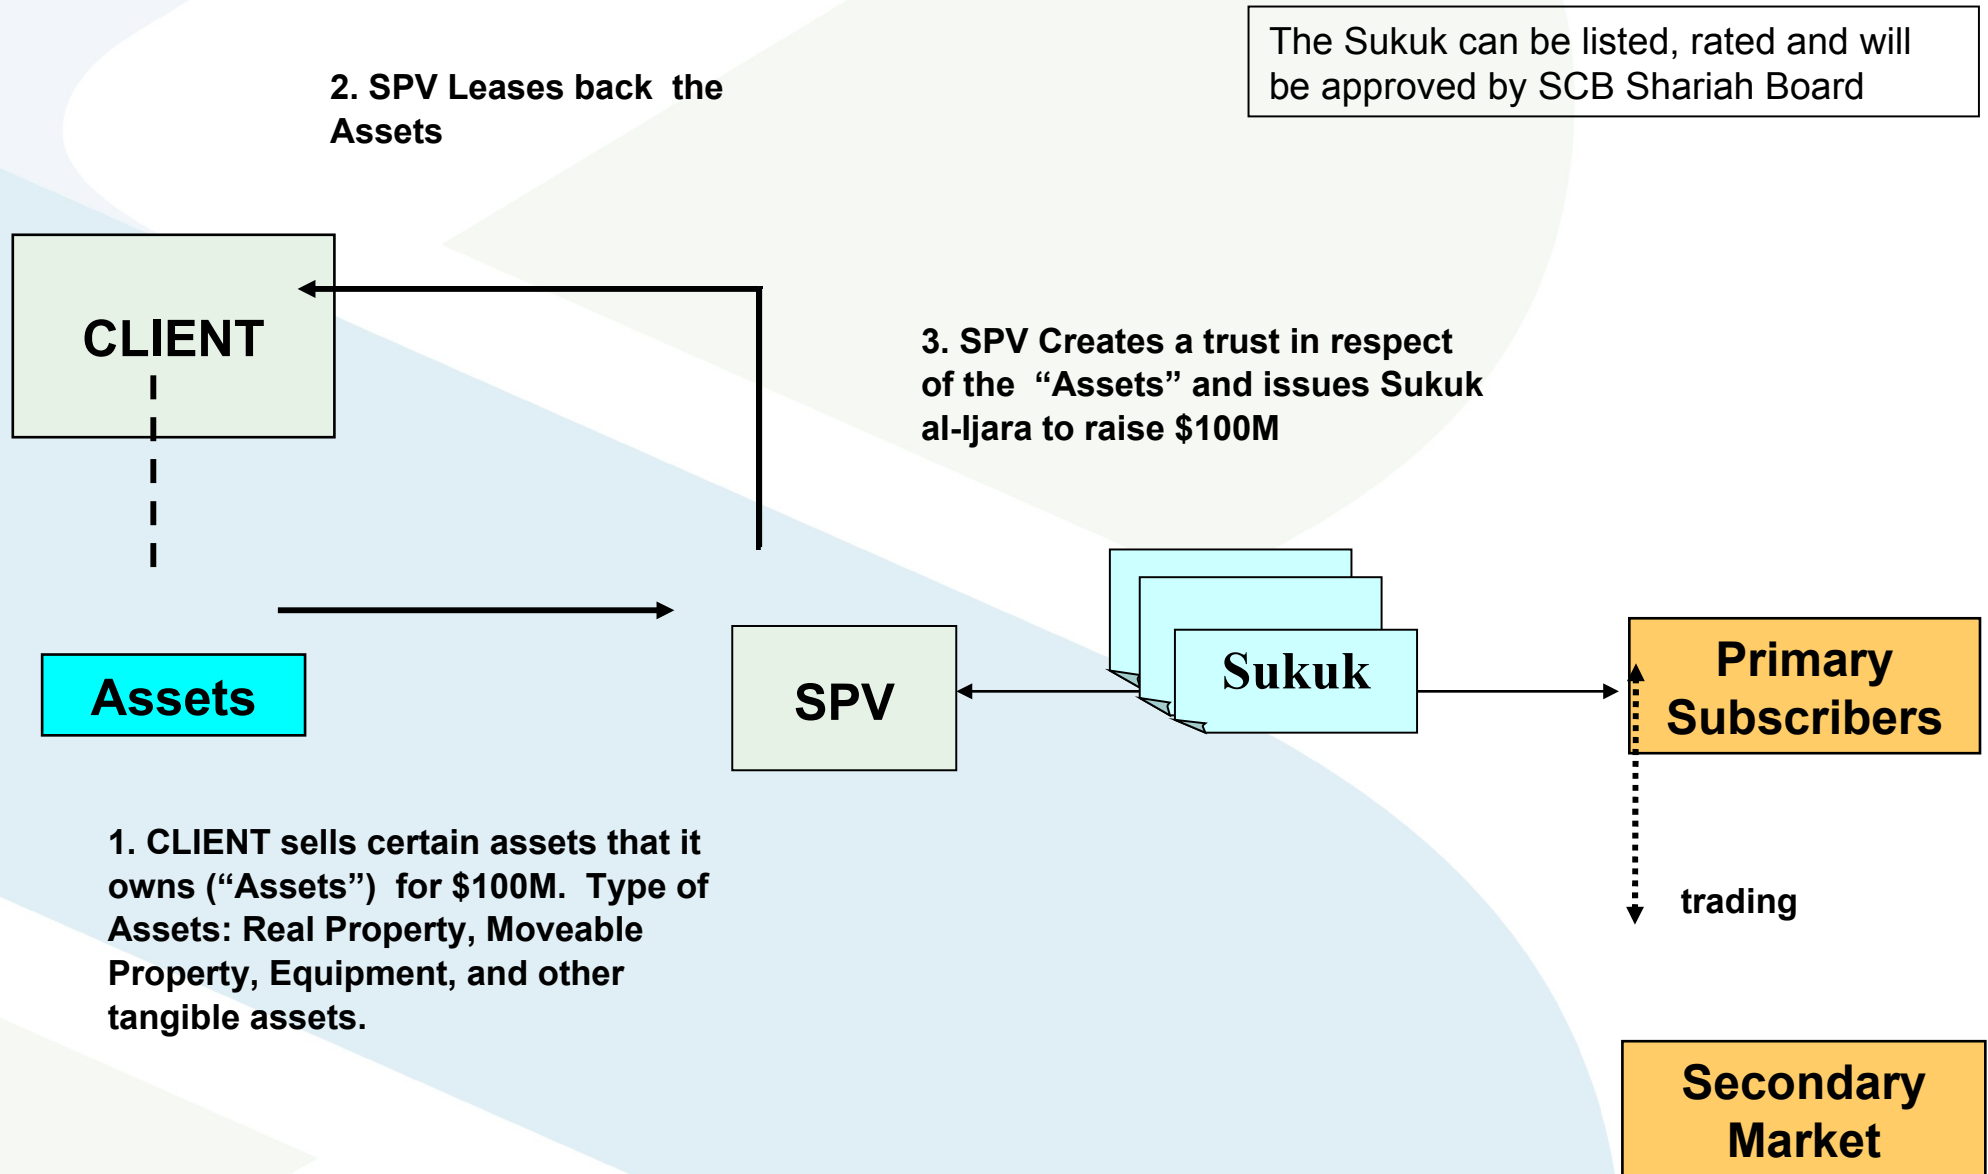 The Sukuk can be listed, rated and will
be approved by SCB Shariah Board
2. SPV Leases back  the
Assets
CLIENT
3. SPV Creates a trust in respect
of the  “Assets” and issues Sukuk
al-Ijara to raise $100M
Assets
SPV
Sukuk
Primary
Subscribers
1. CLIENT sells certain assets that it
owns (“Assets”)  for $100M.  Type of
Assets: Real Property, Moveable
Property, Equipment, and other
tangible assets.
trading
Secondary
Market